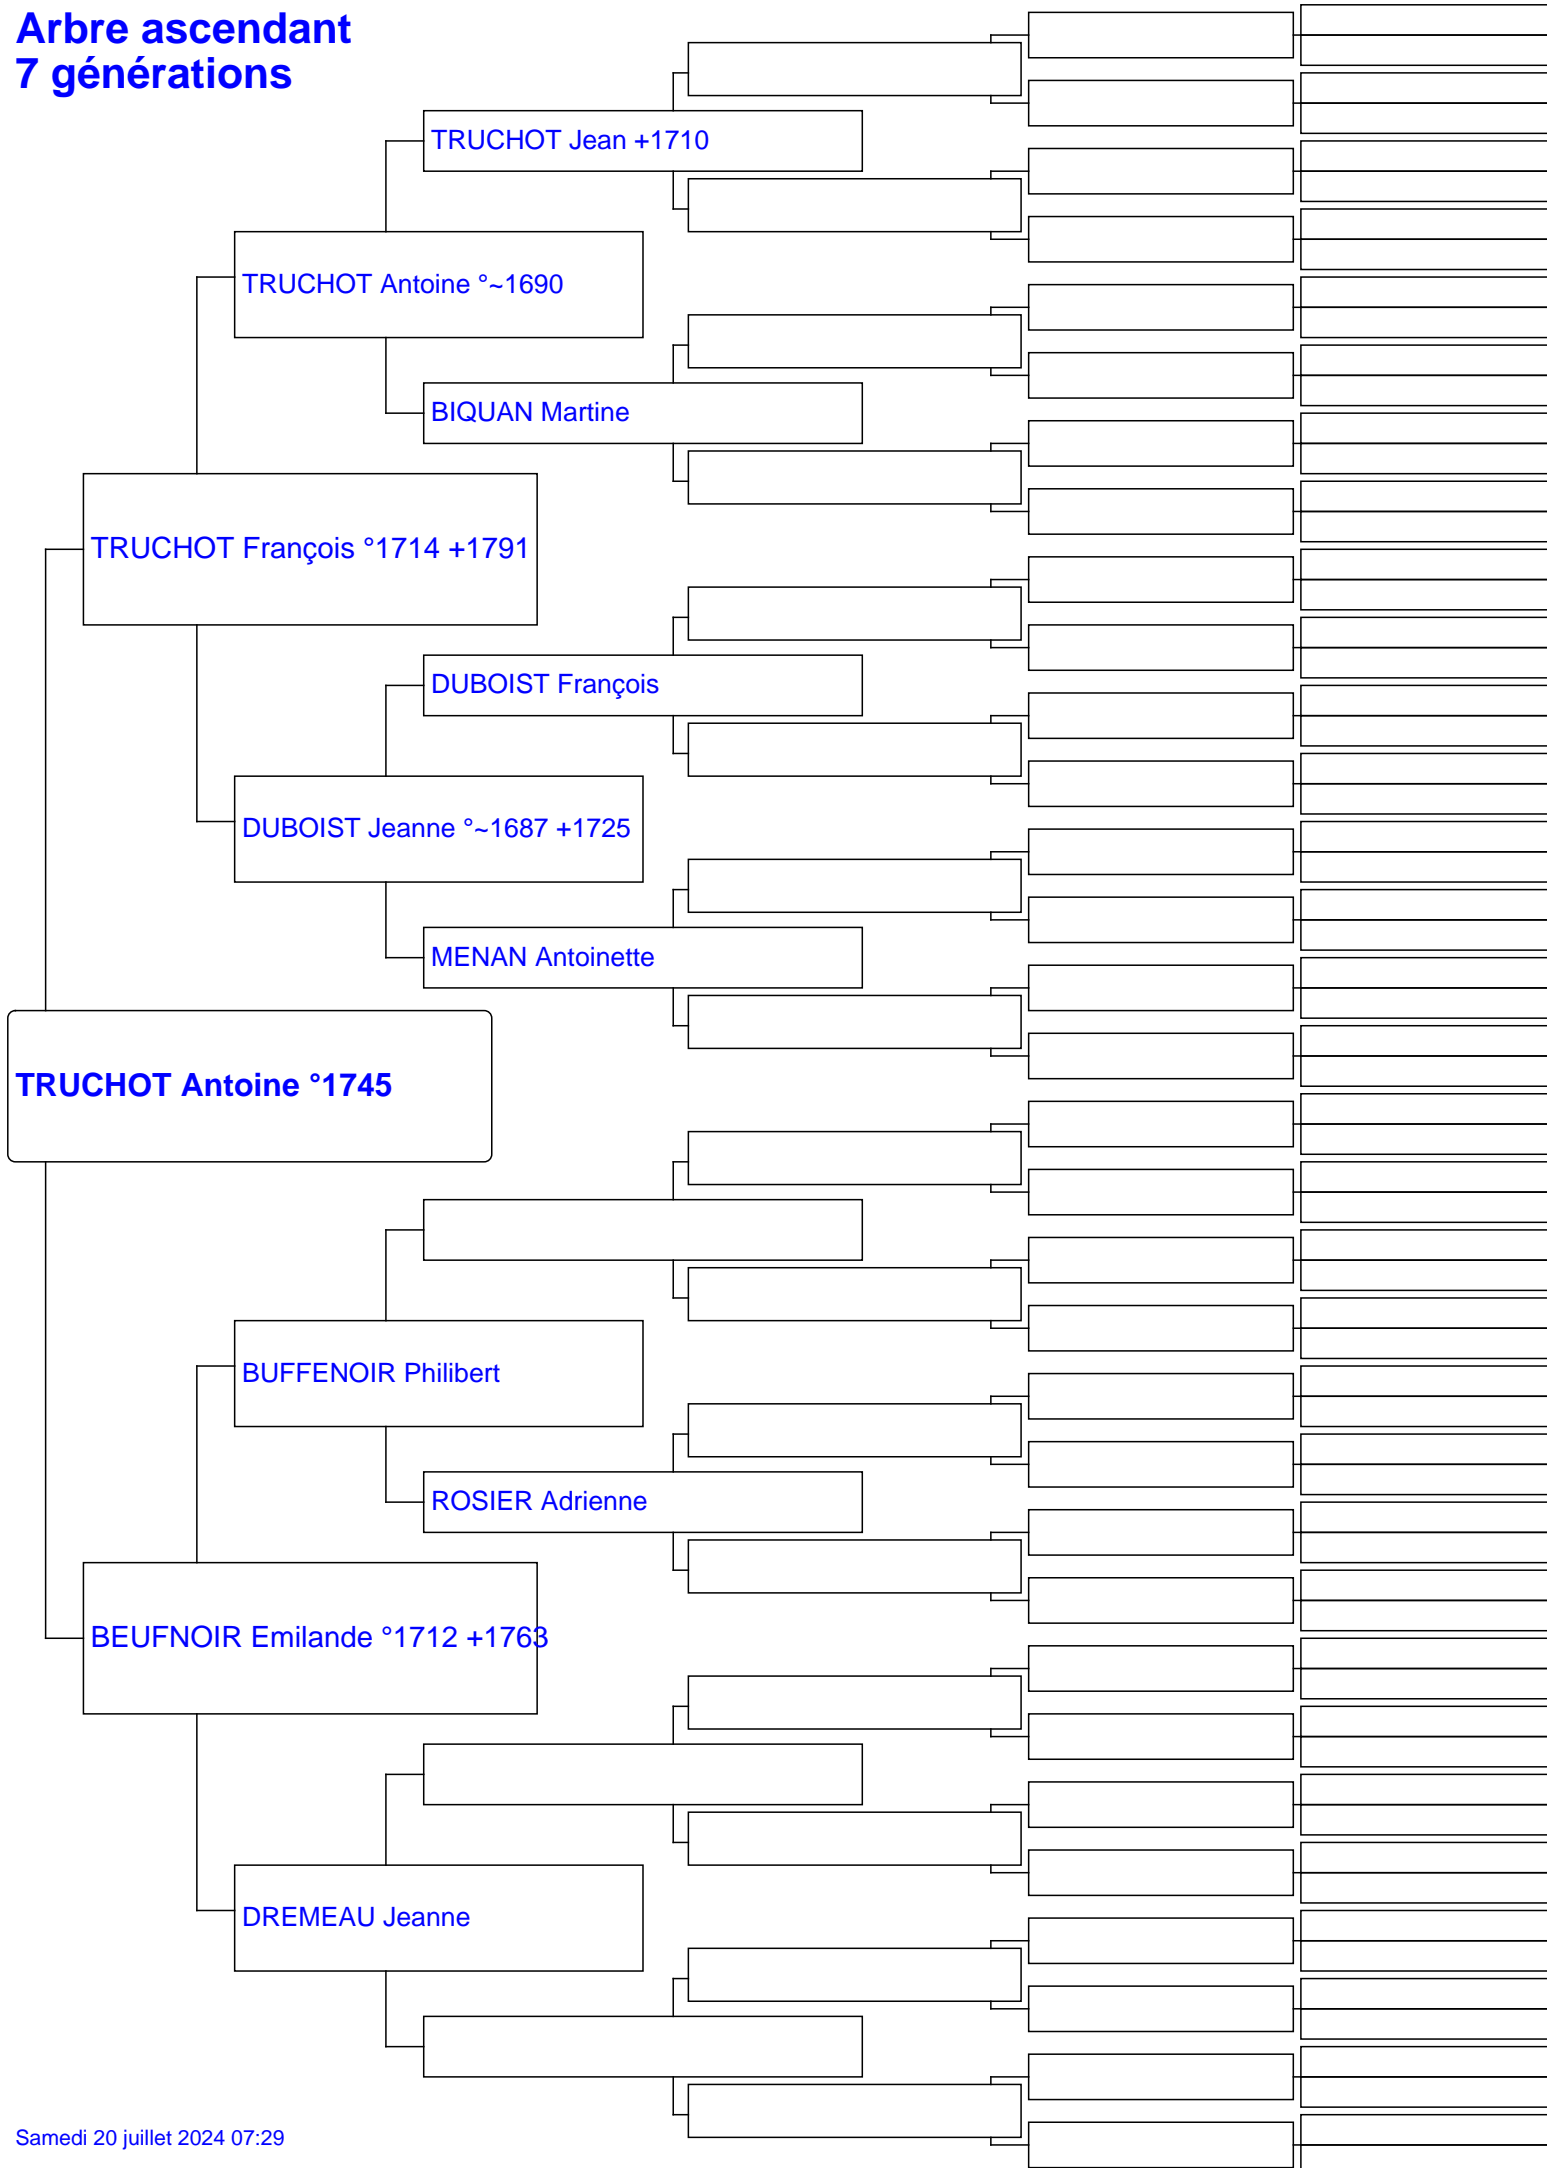 Arbre ascendant
7 générations
TRUCHOT Jean +1710
TRUCHOT Antoine °~1690
BIQUAN Martine
TRUCHOT François °1714 +1791
DUBOIST François
DUBOIST Jeanne °~1687 +1725
MENAN Antoinette
TRUCHOT Antoine °1745
BUFFENOIR Philibert
ROSIER Adrienne
BEUFNOIR Emilande °1712 +1763
DREMEAU Jeanne
Samedi 20 juillet 2024 07:29